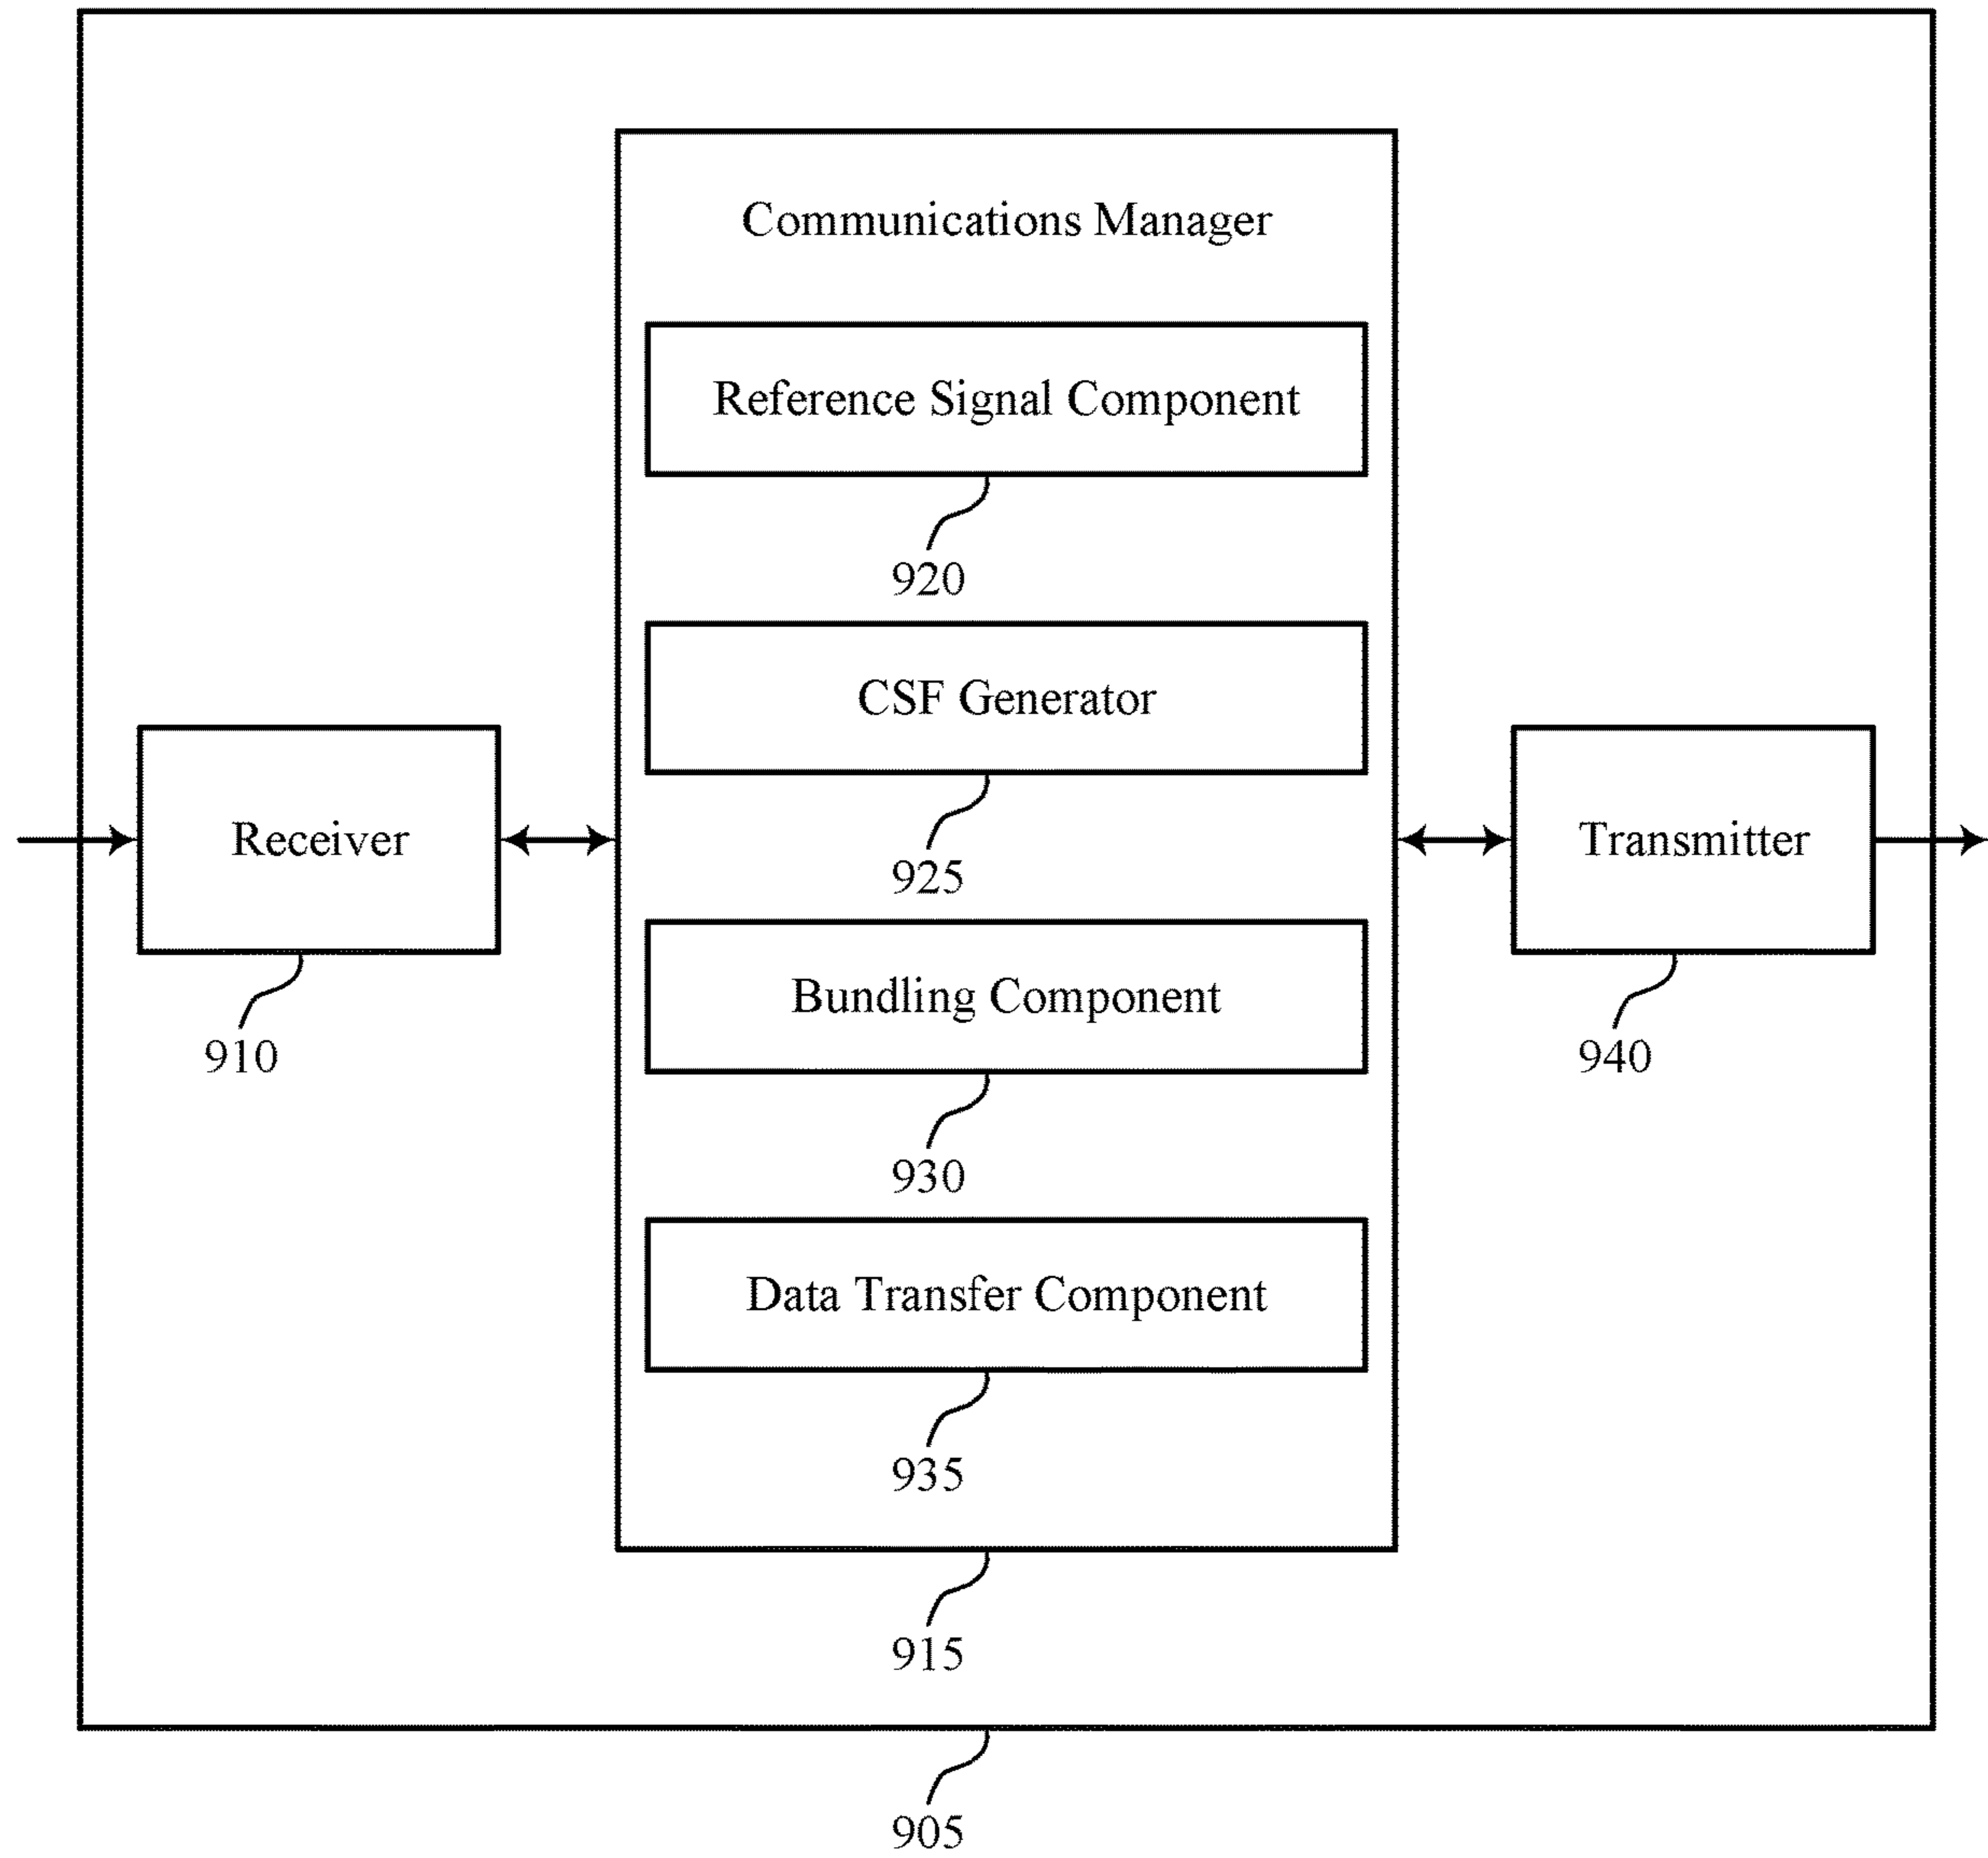 Communications Manager
Reference Signal Component
920
CSF Generator
925
Receiver
910
Transmitter
940
Bundling Component
930
Data Transfer Component
935
915
905